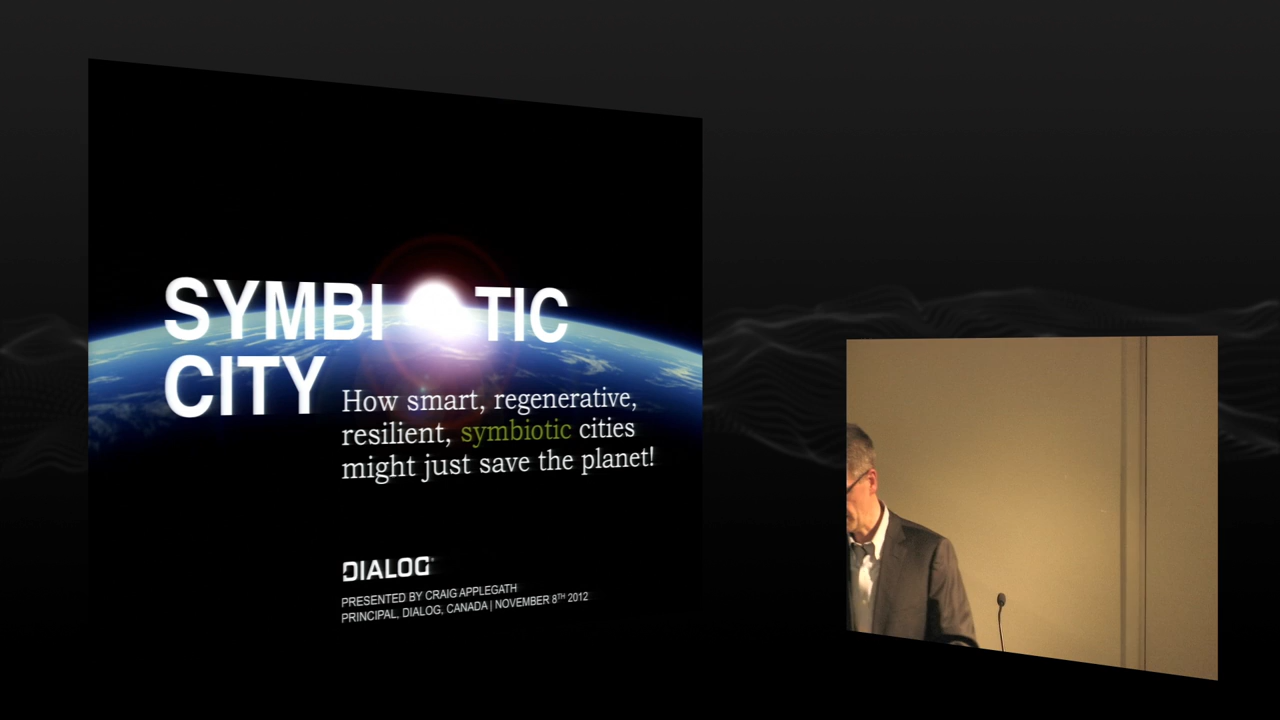 SYMBI TIC
CITY
How smart, regenerative,
resilient, symbiotic cities
might just save the planet!
DIALOG
PRESENTED BY CRAIG APPLEGATH
PRINCIPAL, DIALOG, CANADA | NOVEMBER 8TH 2012